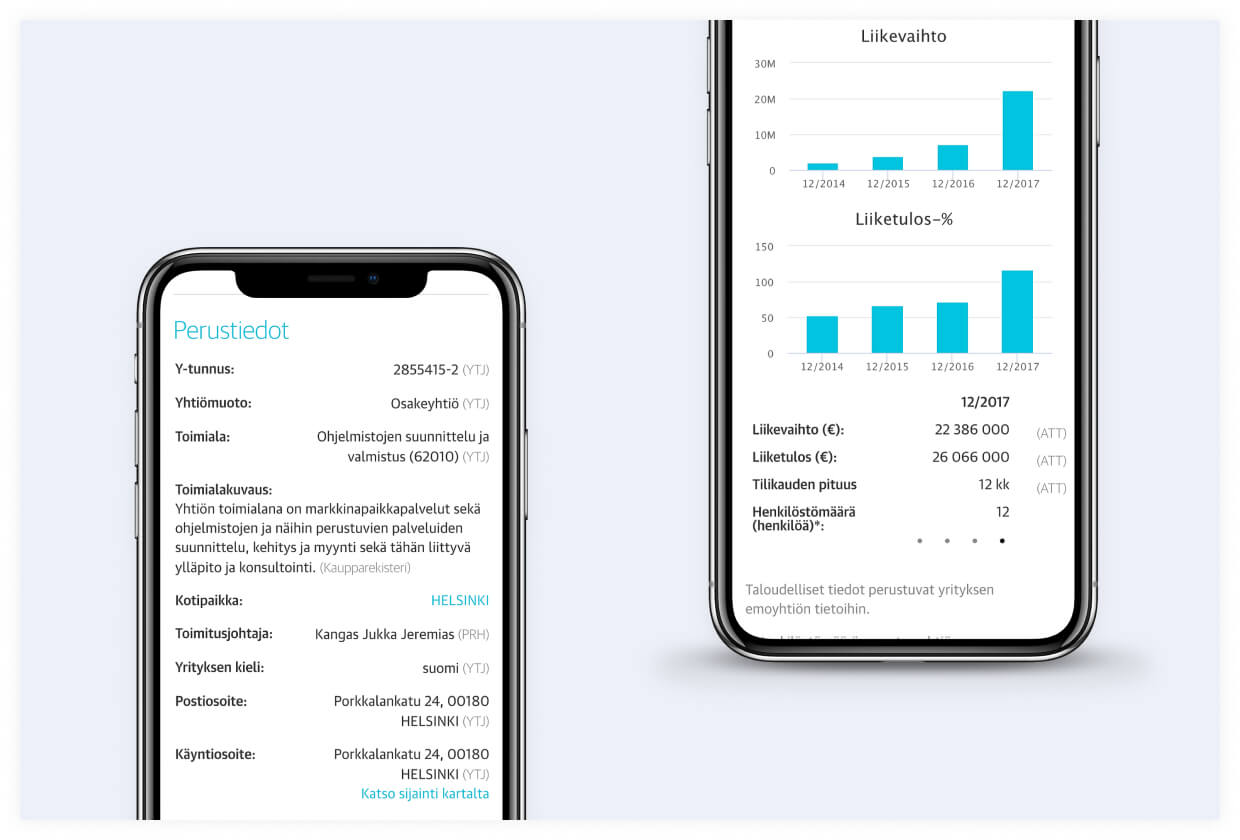 Perustiedot
Y-tunnus: 2855415-2 (YTJ)
Yhtiömuoto: Osakeyhtiö (YTJ)
Toimiala: Ohjelmistojen suunnittelu ja
valmistus (62010) (YTJ)
Toimialakuvaus:
Yhtiön toimialana on markkinapaikkapalvelut sekä
ohjelmistojen ja näihin perustuvien palveluiden
suunnittelu, kehitys ja myynti sekä tähän liittyvä
ylläpito ja konsultointi. (Kaupparekisteri)
Kotipaikka: HELSINKI
Toimitusjohtaja: Kangas Jukka Jeremias (PRH)
Yrityksen kieli: suomi (YTJ)
Postiosoite: Porkkalankatu 24, 00180
HELSINKI (YTJ)
Käyntiosoite: Porkkalankatu 24, 00180
HELSINKI (YTJ)
Katso sijainti kartalta
Liikevaihto
30M
20M
10M
0
12/2014 12/2015 12/2016 12/2017
Liiketulos-%
150
100
50
0
12/2014 12/2015 12/2016 12/2017
12/2017
Liikevaihto (€): 22 386 000 (ATT)
Liiketulos (€): 26 066 000 (ATT)
Tilikauden pituus 12 kk (ATT)
Henkilöstömäärä
(henkilöä)*: 12
Taloudelliset tiedot perustuvat yrityksen
emoyhtiön tietoihin.